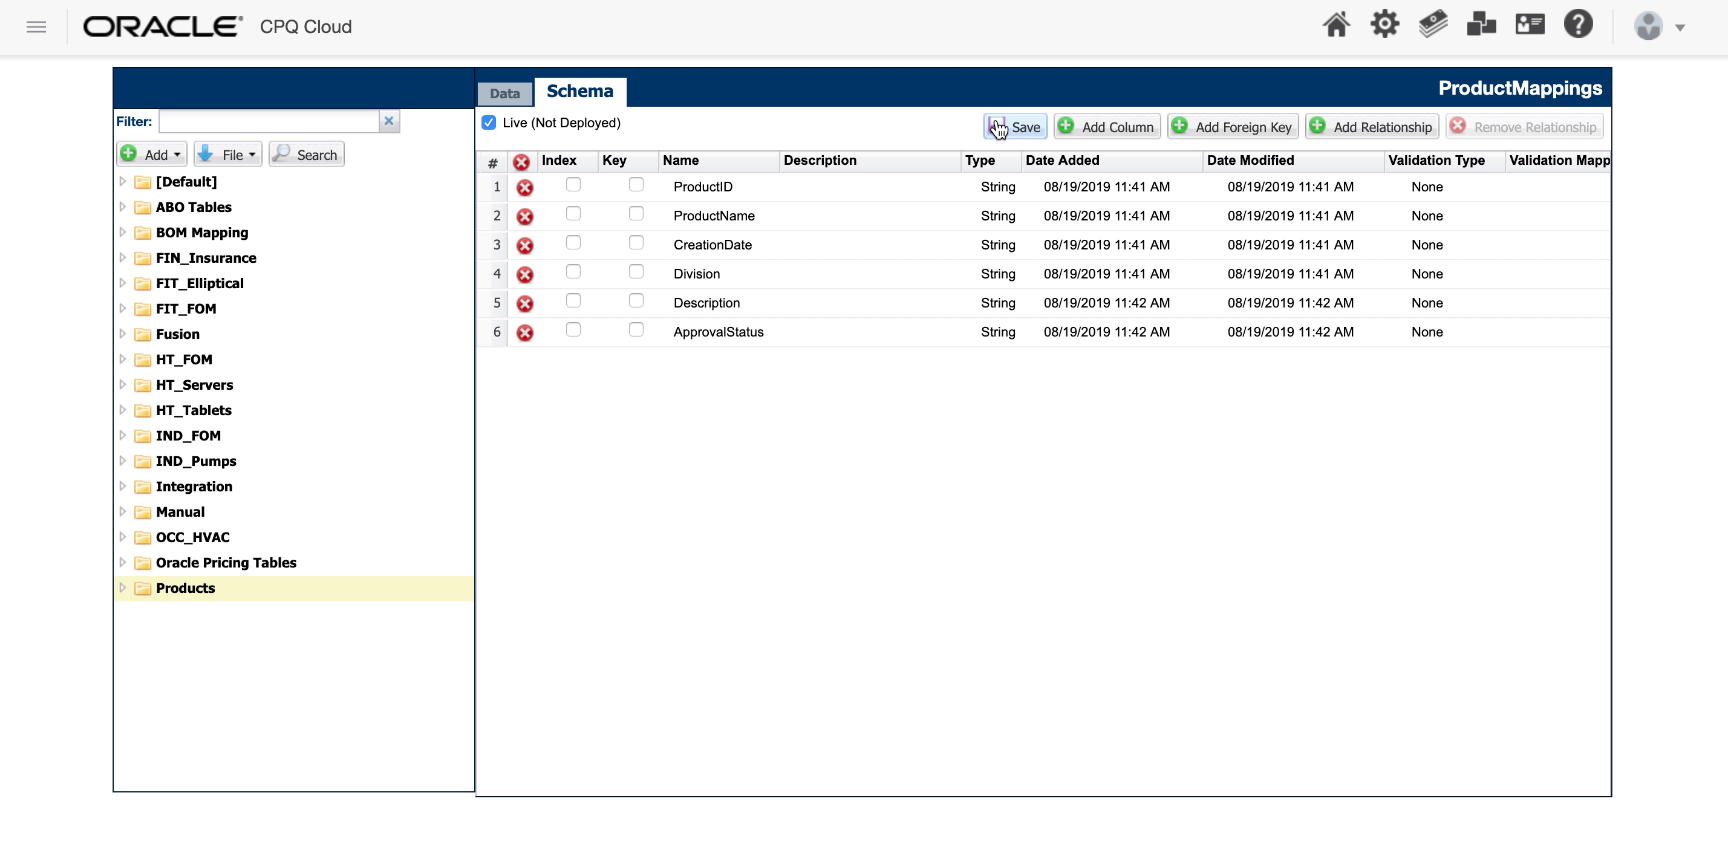 ORACLE® CPQ Cloud
Data Schema ProductMappings
Filter:
Live (Not Deployed) Save Add Column Add Foreign Key Add Relationship Remove Relationship
Add File Search
# Index Key Name Description Type Date Added Date Modified Validation Type Validation Mapp
1 ProductID String 08/19/2019 11:41 AM 08/19/2019 11:41 AM None
2 ProductName String 08/19/2019 11:41 AM 08/19/2019 11:41 AM None
3 CreationDate String 08/19/2019 11:41 AM 08/19/2019 11:41 AM None
4 Division String 08/19/2019 11:41 AM 08/19/2019 11:41 AM None
5 Description String 08/19/2019 11:42 AM 08/19/2019 11:42 AM None
6 ApprovalStatus String 08/19/2019 11:42 AM 08/19/2019 11:42 AM None
[Default]
ABO Tables
BOM Mapping
FIN_Insurance
FIT_Elliptical
FIT_FOM
Fusion
HT_FOM
HT_Servers
HT_Tablets
IND_FOM
IND_Pumps
Integration
Manual
OCC_HVAC
Oracle Pricing Tables
Products